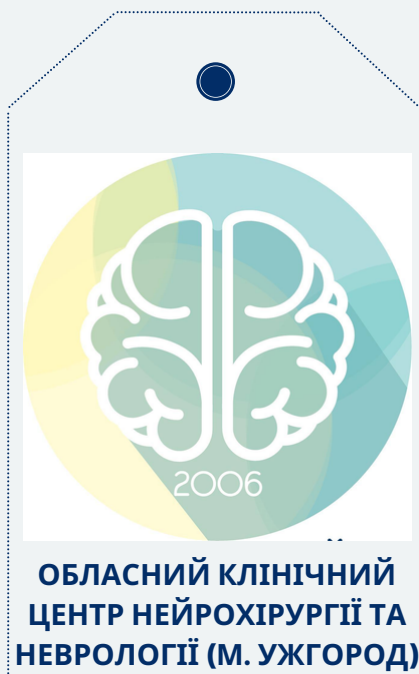 2006
ОБЛАСНИЙ КЛІНІЧНИЙ
ЦЕНТР НЕЙРОХІРУРГІЇ ТА
НЕВРОЛОГІЇ (М. УЖГОРОД)